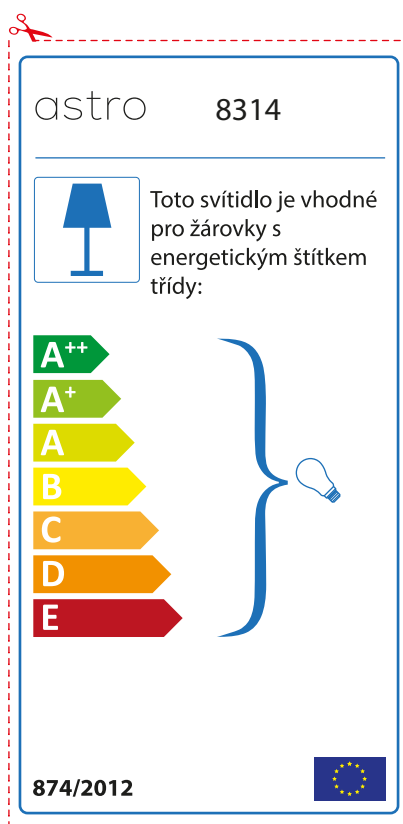 astro 8314
Toto svítidlo je vhodné
pro žárovky s
energetickým štítkem
třídy:
A++
A+
A
B
C
D
E
874/2012